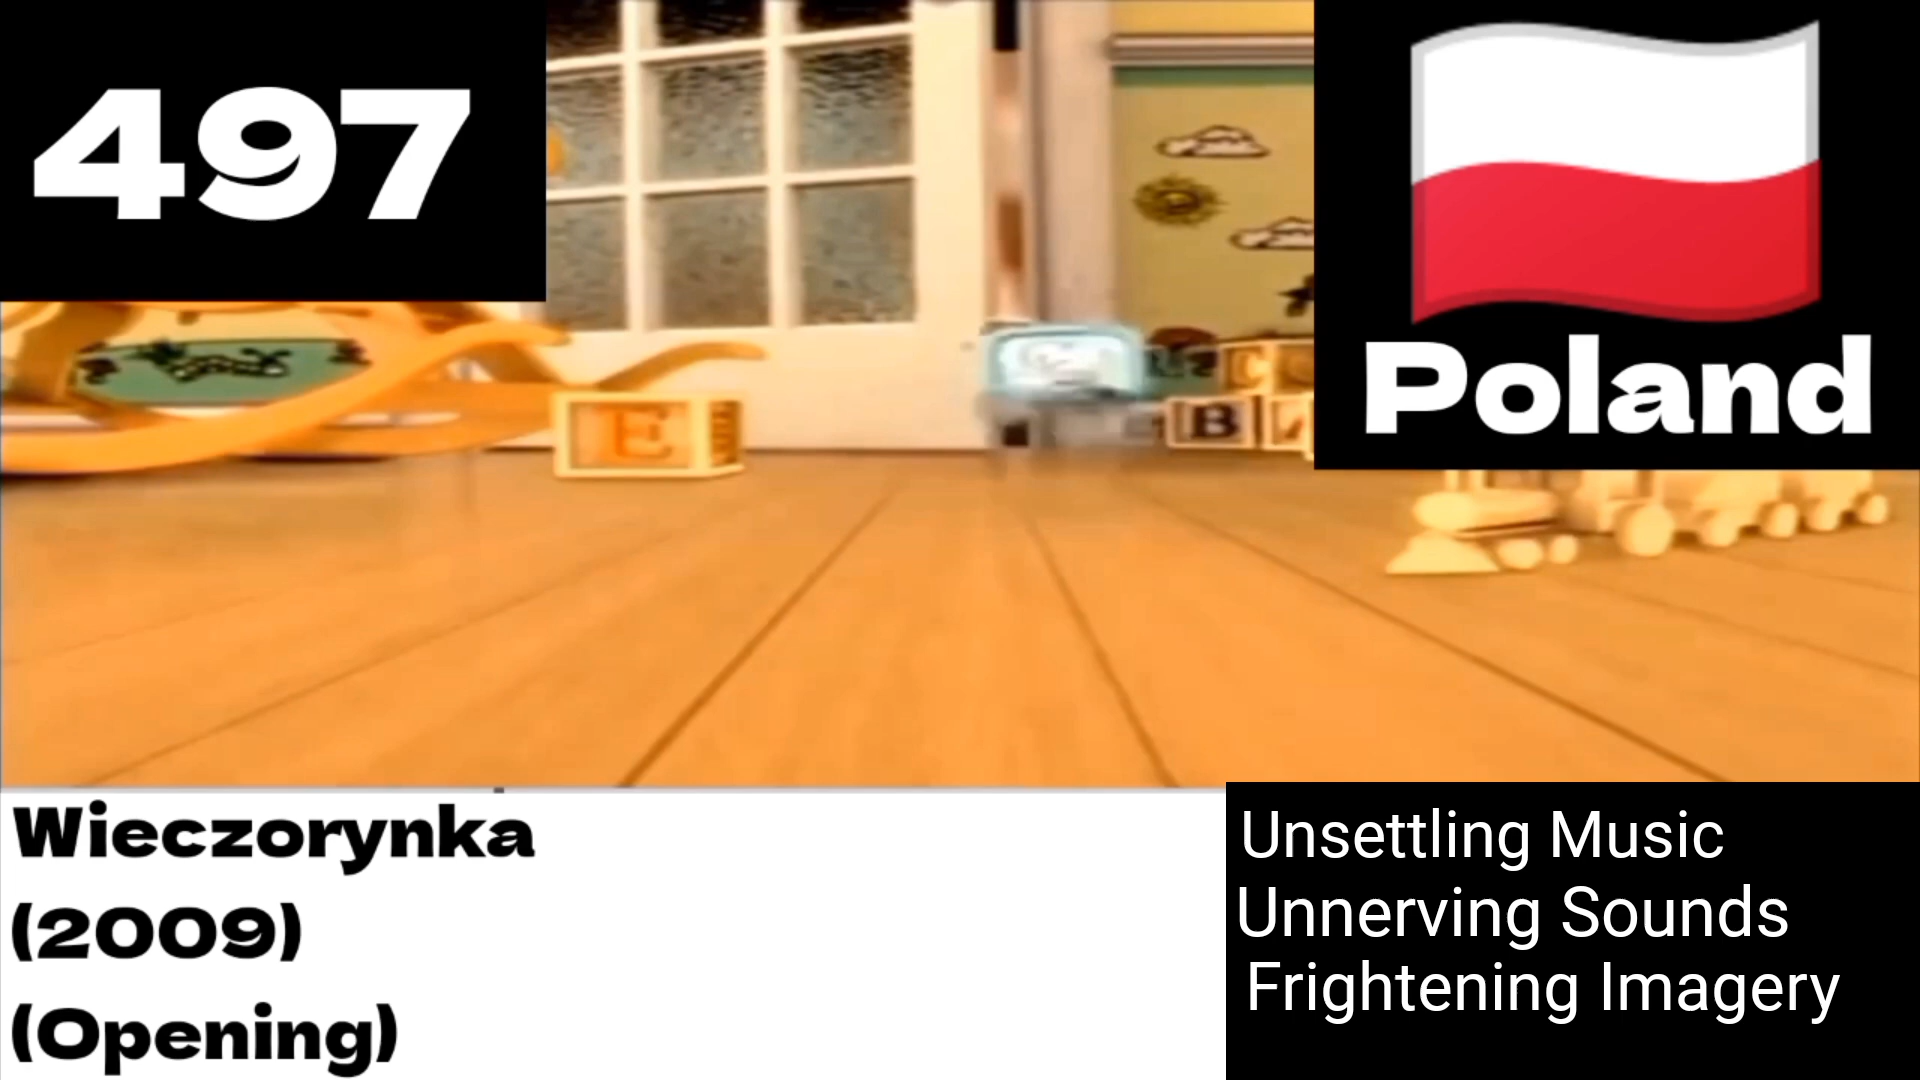 497
Poland
E
C
B
Wieczorynka
(2009)
(Opening)
Unsettling Music
Unnerving Sounds
Frightening Imagery